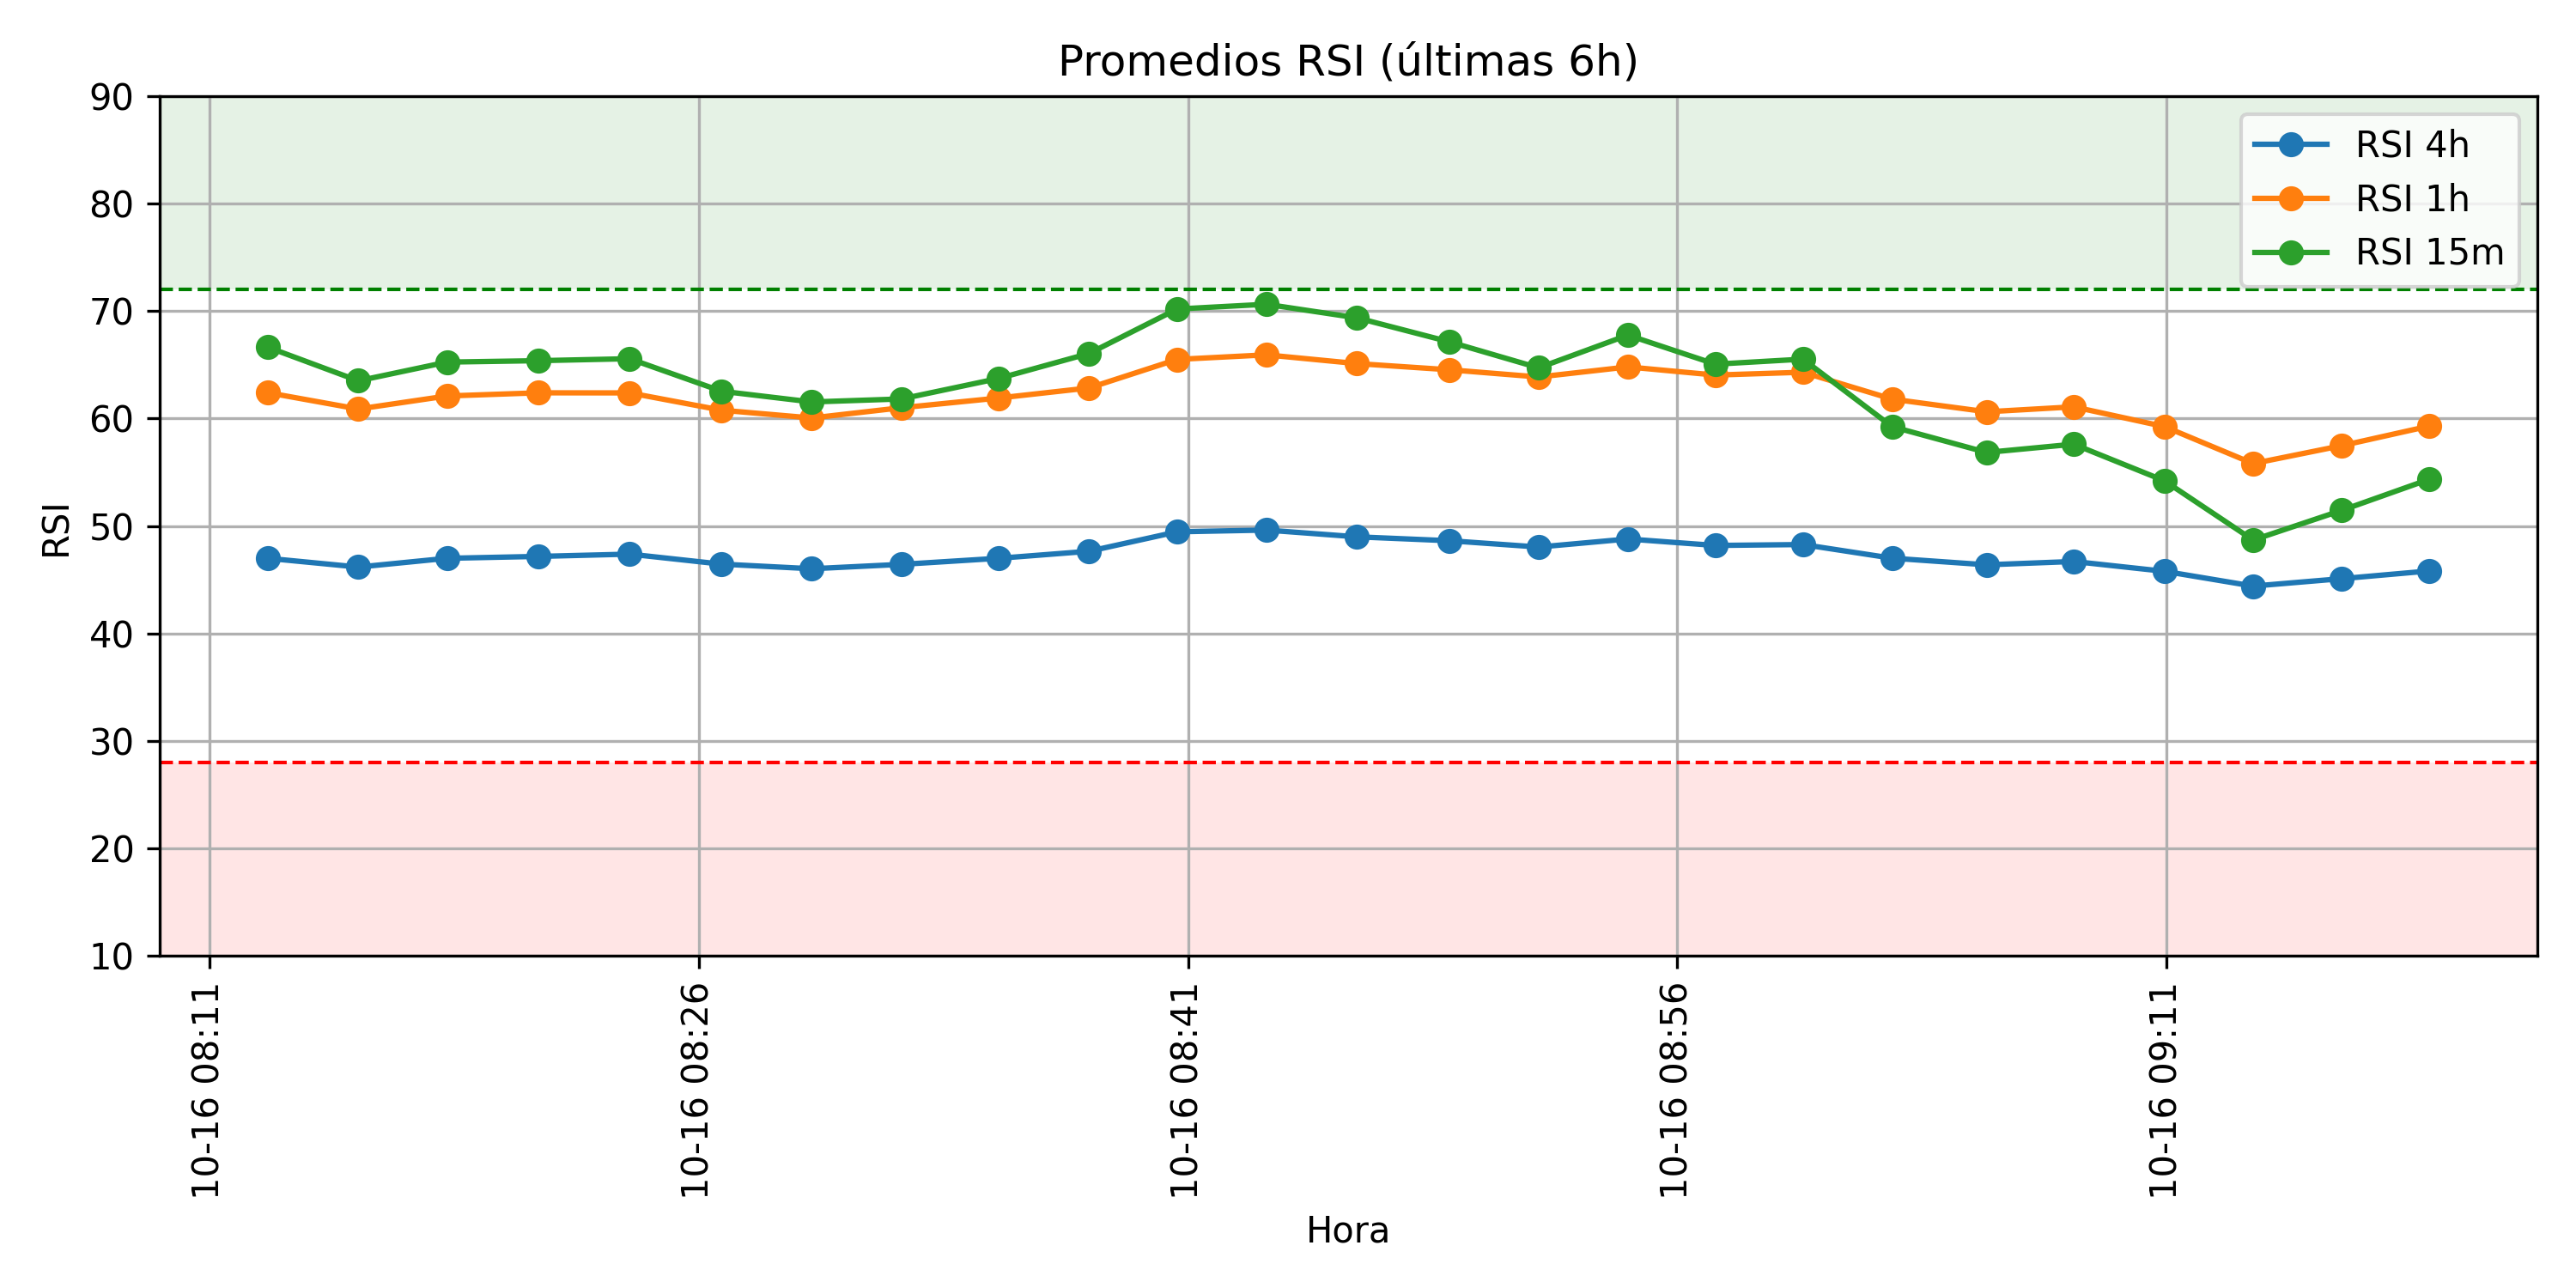 Promedios RSI (últimas 6h)
90
80
70
60
50
40
30
20
10
RSI
RSI 4h
RSI 1h
RSI 15m
10-16 08:11
10-16 08:26
10-16 08:41
10-16 08:56
10-16 09:11
Hora